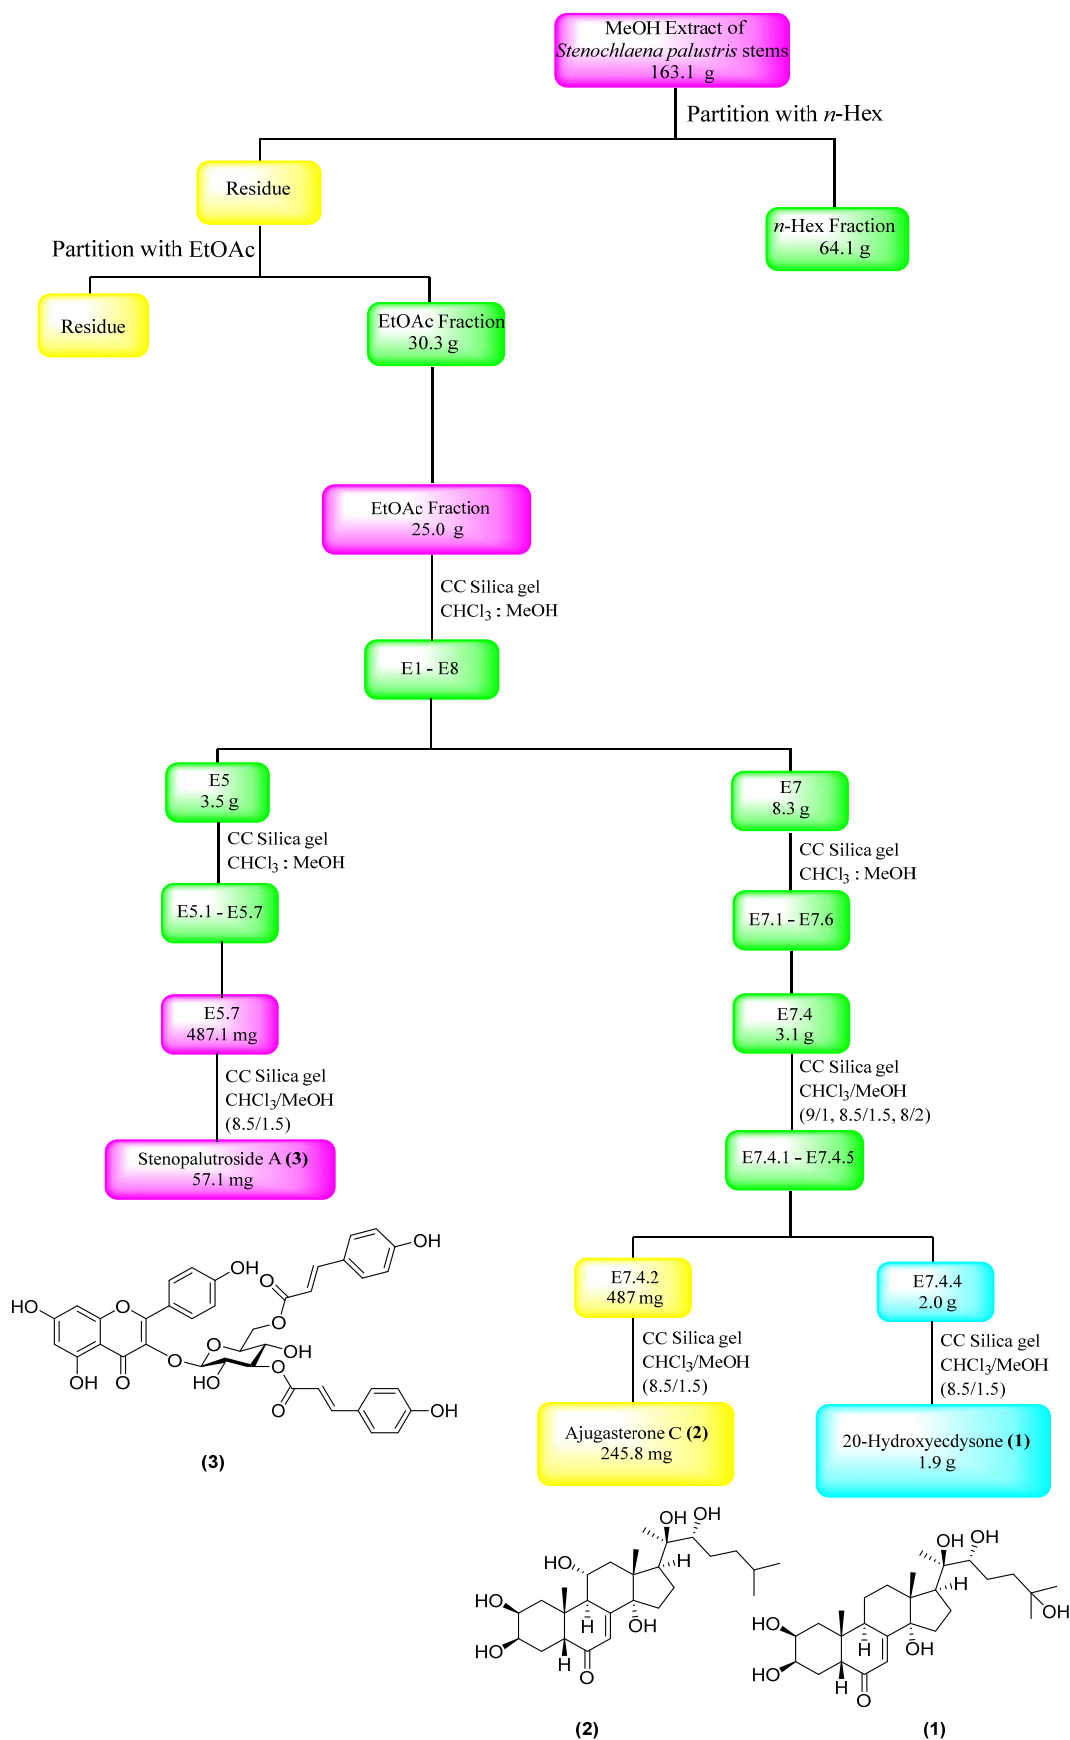 MeOH Extract of
Stenochlaena palustris stems
163.1 g
Partition with n-Hex
Residue
n-Hex Fraction
64.1 g
Partition with EtOAc
Residue
EtOAc Fraction
30.3 g
EtOAc Fraction
25.0 g
CC Silica gel
CHCl3 : MeOH
E1 - E8
E5
3.5 g
CC Silica gel
CHCl3 : MeOH
E5.1 - E5.7
E5.7
487.1 mg
CC Silica gel
CHCl3/MeOH
(8.5/1.5)
Stenopalutroside A (3)
57.1 mg
E7
8.3 g
CC Silica gel
CHCl3 : MeOH
E7.1 - E7.6
E7.4
3.1 g
CC Silica gel
CHCl3/MeOH
(9/1, 8.5/1.5, 8/2)
E7.4.1 - E7.4.5
E7.4.2
487 mg
CC Silica gel
CHCl3/MeOH
(8.5/1.5)
Ajugasterone C (2)
245.8 mg
E7.4.4
2.0 g
CC Silica gel
CHCl3/MeOH
(8.5/1.5)
20-Hydroxyecdysone (1)
1.9 g
OH
OH
O
O
HO
O
O
O
OH
O
OH
O
HO
O
O
OH
(3)
OH
OH
HO
H
HO
H
OH
HO
H
O
(2)
OH
OH
H
OH
HO
H
OH
HO
H
O
(1)